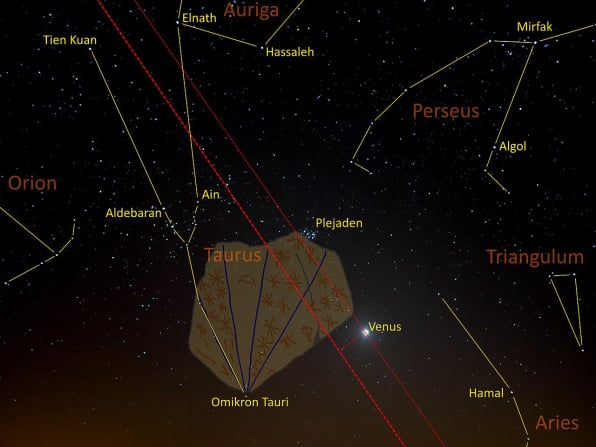 Auriga
Elnath
Mirfak
Tien Kuan
Hassaleh
Perseus
Algol
Orion
Ain
Aldebaran
Plejaden
Taurus
Triangulum
Venus
Hamal
Omikron Tauri
Aries